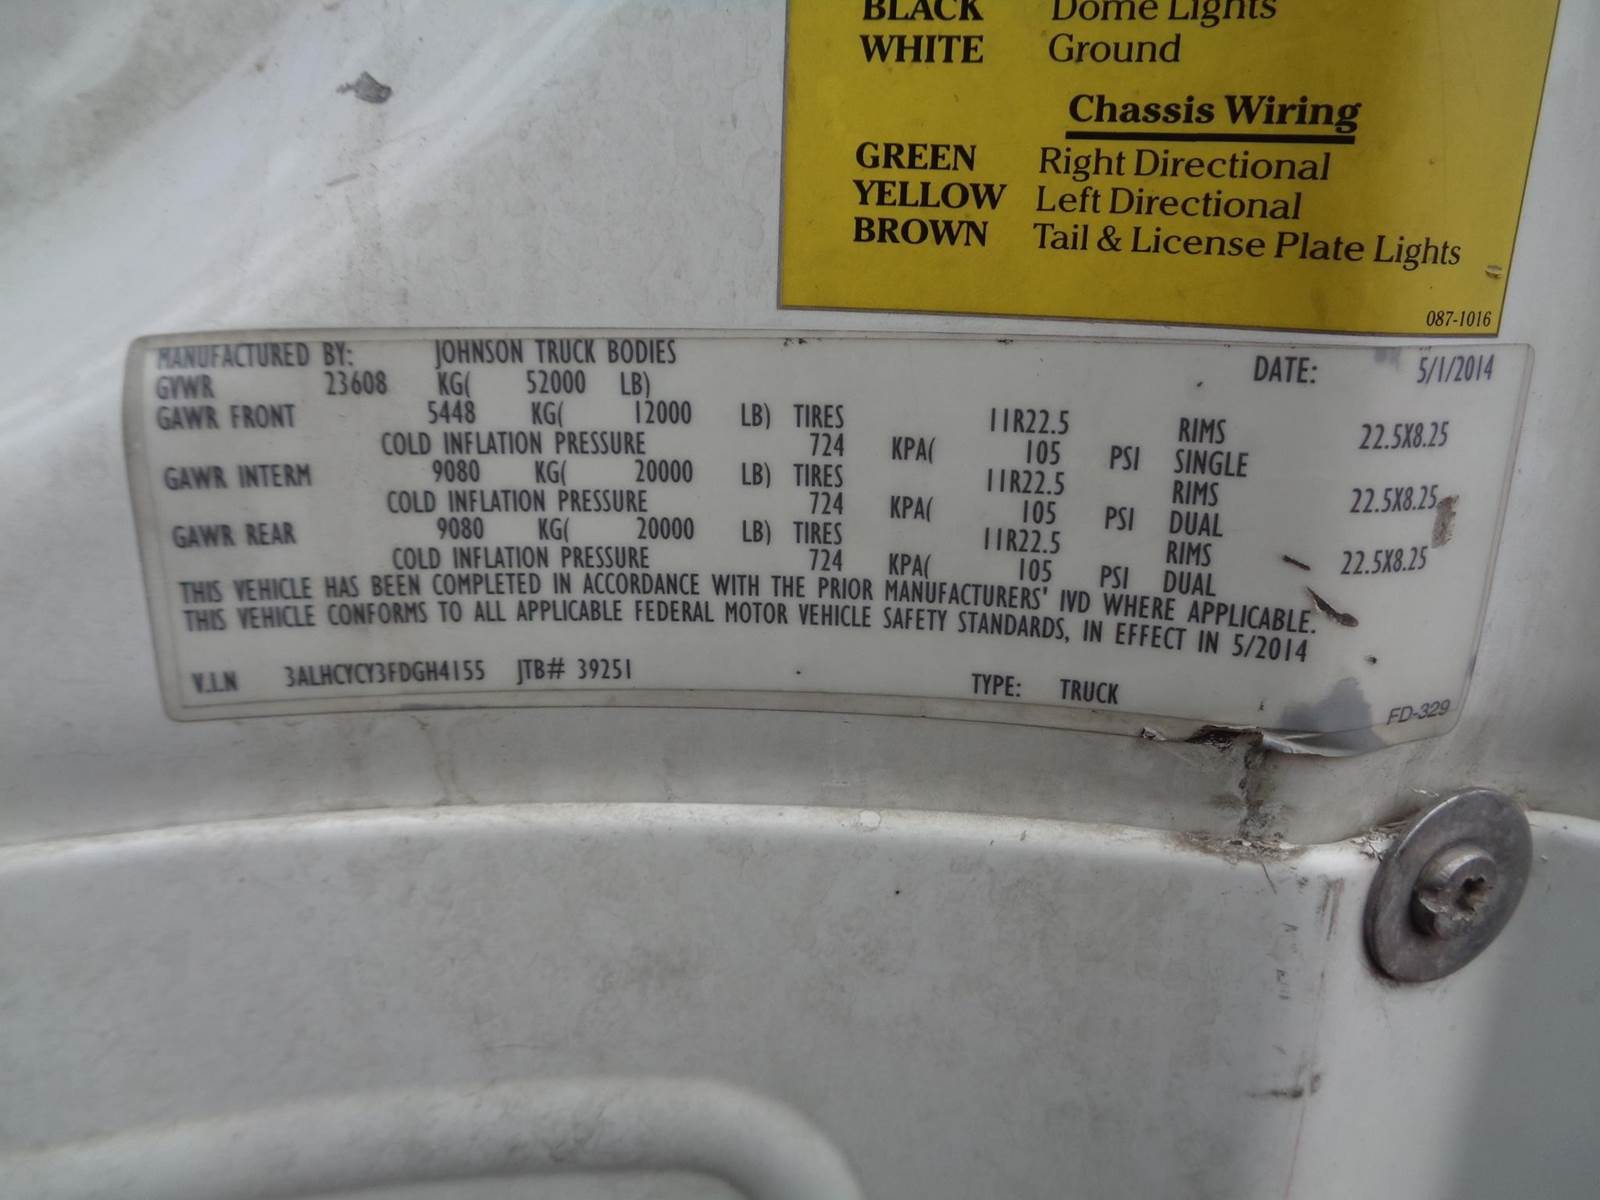 BLACK Dome Lights
WHITE Ground
Chassis Wiring
GREEN Right Directional
YELLOW Left Directional
BROWN Tail & License Plate Lights
087-1016
MANUFACTURED BY: JOHNSON TRUCK BODIES DATE: 5/1/2014
GVWR 23608 KG( 52000 LB)
GAWR FRONT 5448 KG( 12000 LB) TIRES 11R22.5 RIMS 22.5X8.25
COLD INFLATION PRESSURE 724 KPA( 105 PSI SINGLE
GAWR INTERM 9080 KG( 20000 LB) TIRES 11R22.5 RIMS 22.5X8.25
COLD INFLATION PRESSURE 724 KPA( 105 PSI DUAL
GAWR REAR 9080 KG( 20000 LB) TIRES 11R22.5 RIMS 22.5X8.25
COLD INFLATION PRESSURE 724 KPA( 105 PSI DUAL
THIS VEHICLE HAS BEEN COMPLETED IN ACCORDANCE WITH THE PRIOR MANUFACTURERS' IVD WHERE APPLICABLE.
THIS VEHICLE CONFORMS TO ALL APPLICABLE FEDERAL MOTOR VEHICLE SAFETY STANDARDS, IN EFFECT IN 5/2014
V.I.N 3ALHCYCY3FDGH4155 JTB# 39251 TYPE: TRUCK
FD-329